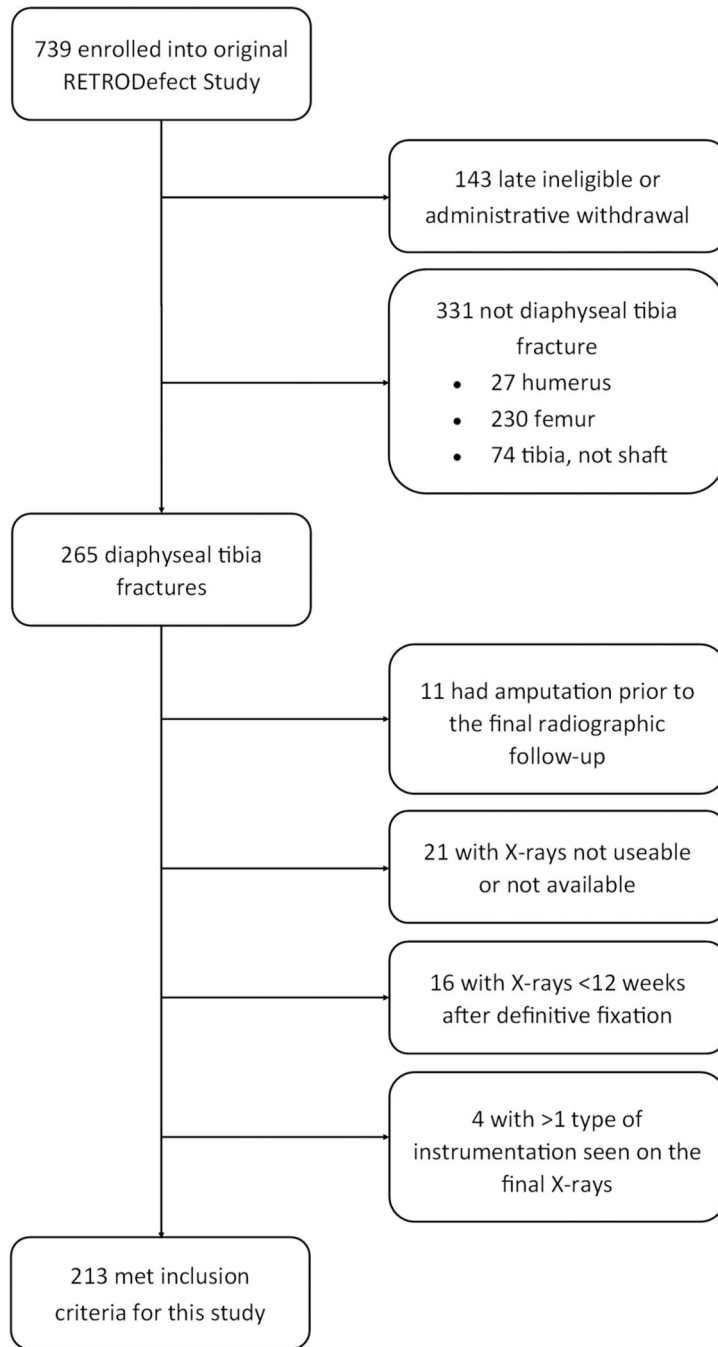 739 enrolled into original
RETRODefect Study
143 late ineligible or
administrative withdrawal
331 not diaphyseal tibia
fracture
• 27 humerus
• 230 femur
• 74 tibia, not shaft
265 diaphyseal tibia
fractures
11 had amputation prior to
the final radiographic
follow-up
21 with X-rays not useable
or not available
16 with X-rays <12 weeks
after definitive fixation
4 with >1 type of
instrumentation seen on the
final X-rays
213 met inclusion
criteria for this study